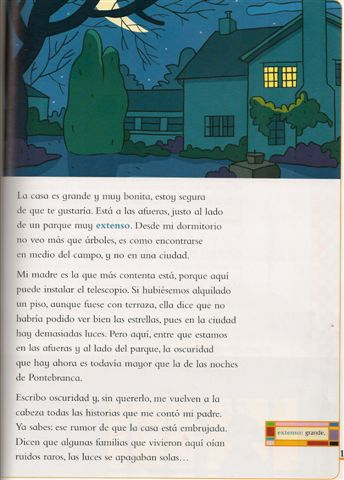 La casa es grande y muy bonita, estoy segura
de que te gustaría. Está a las afueras, justo al lado
de un parque muy extenso. Desde mi dormitorio
no veo más que árboles, es como encontrarse
en medio del campo, y no en una ciudad.
Mi madre es la que más contenta está, porque aquí
puede instalar el telescopio. Si hubiésemos alquilado
un piso, aunque fuese con terraza, ella dice que no
habría podido ver bien las estrellas, pues en la ciudad
hay demasiadas luces. Pero aquí, entre que estamos
en las afueras y al lado del parque, la oscuridad
que hay ahora es todavía mayor que la de las noches
de Pontebranca.
Escribo oscuridad y, sin quererlo, me vuelven a la
cabeza todas las historias que me contó mi padre.
Ya sabes: ese rumor de que la casa está embrujada.
Dicen que algunas familias que vivieron aquí oían
ruidos raros, las luces se apagaban solas…
extenso: grande,
1